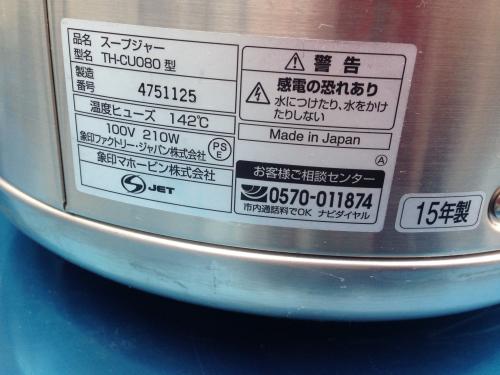 品名 スープジャー
型名 TH-CU080 型
製造番号 4751125
温度ヒューズ 142℃
100V 210W
象印ファクトリー・ジャパン株式会社
PS E
象印マホービン株式会社
S JET
警告
感電の恐れあり
水につけたり、水をかけ
たりしない
Made in Japan
A
お客様ご相談センター
0570-011874
市内通話料でOK ナビダイヤル
15年製